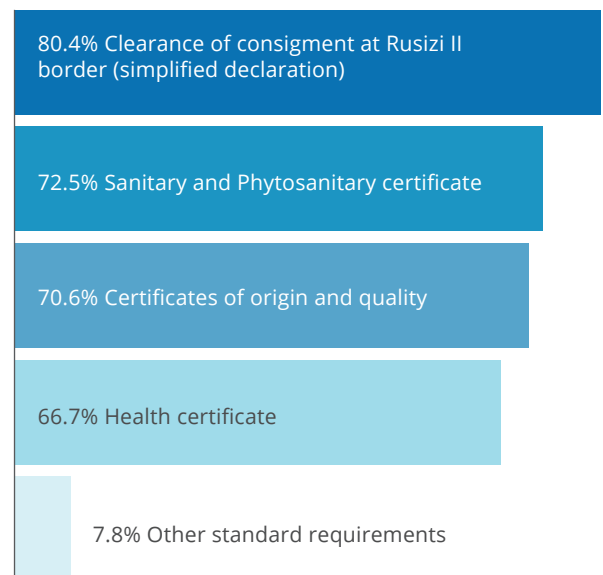 80.4% Clearance of consigment at Rusizi II
border (simplified declaration)
72.5% Sanitary and Phytosanitary certificate
70.6% Certificates of origin and quality
66.7% Health certificate
7.8% Other standard requirements